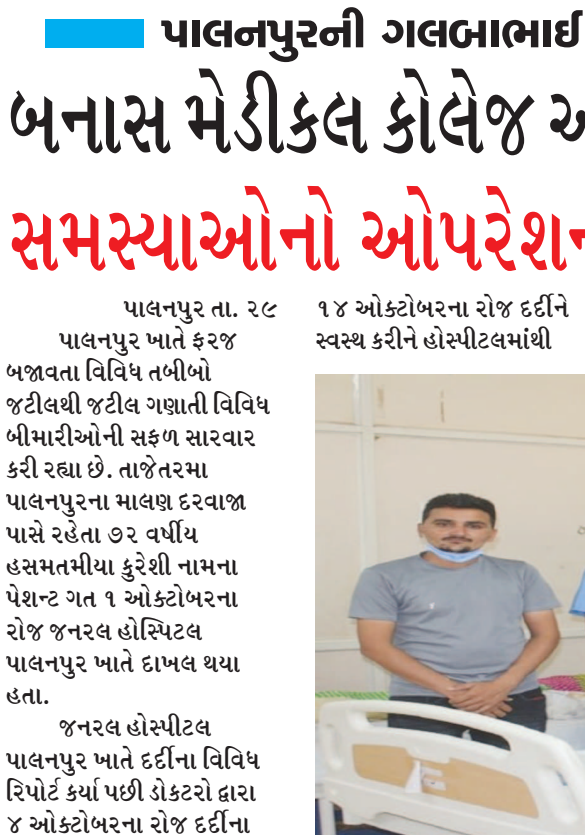 પાલનપુરની ગલબાભાઈ
બનાસ મેડીકલ કોલેજ
સમસ્યાઓનો ઓપરેશન
પાલનપુર તા. ૨૯
પાલનપુર ખાતે ફરજ
બજાવતા વિવિધ તબીબો
જટીલથી જટીલ ગણાતી વિવિધ
બીમારીઓની સફળ સારવાર
કરી રહ્યા છે. તાજેતરમા
પાલનપુરના માલણ દરવાજા
પાસે રહેતા ૭૨ વર્ષીય
હસમતમીયા કુરેશી નામના
પેશન્ટ ગત ૧ ઓક્ટોબરના
રોજ જનરલ હોસ્પિટલ
પાલનપુર ખાતે દાખલ થયા
હતા.
જનરલ હોસ્પીટલ
પાલનપુર ખાતે દર્દીના વિવિધ
રિપોર્ટ કર્યા પછી ડોકટરો દ્વારા
૪ ઓક્ટોબરના રોજ દર્દીના
૧૪ ઓક્ટોબરના રોજ દર્દીને
સ્વસ્થ કરીને હોસ્પીટલમાંથી